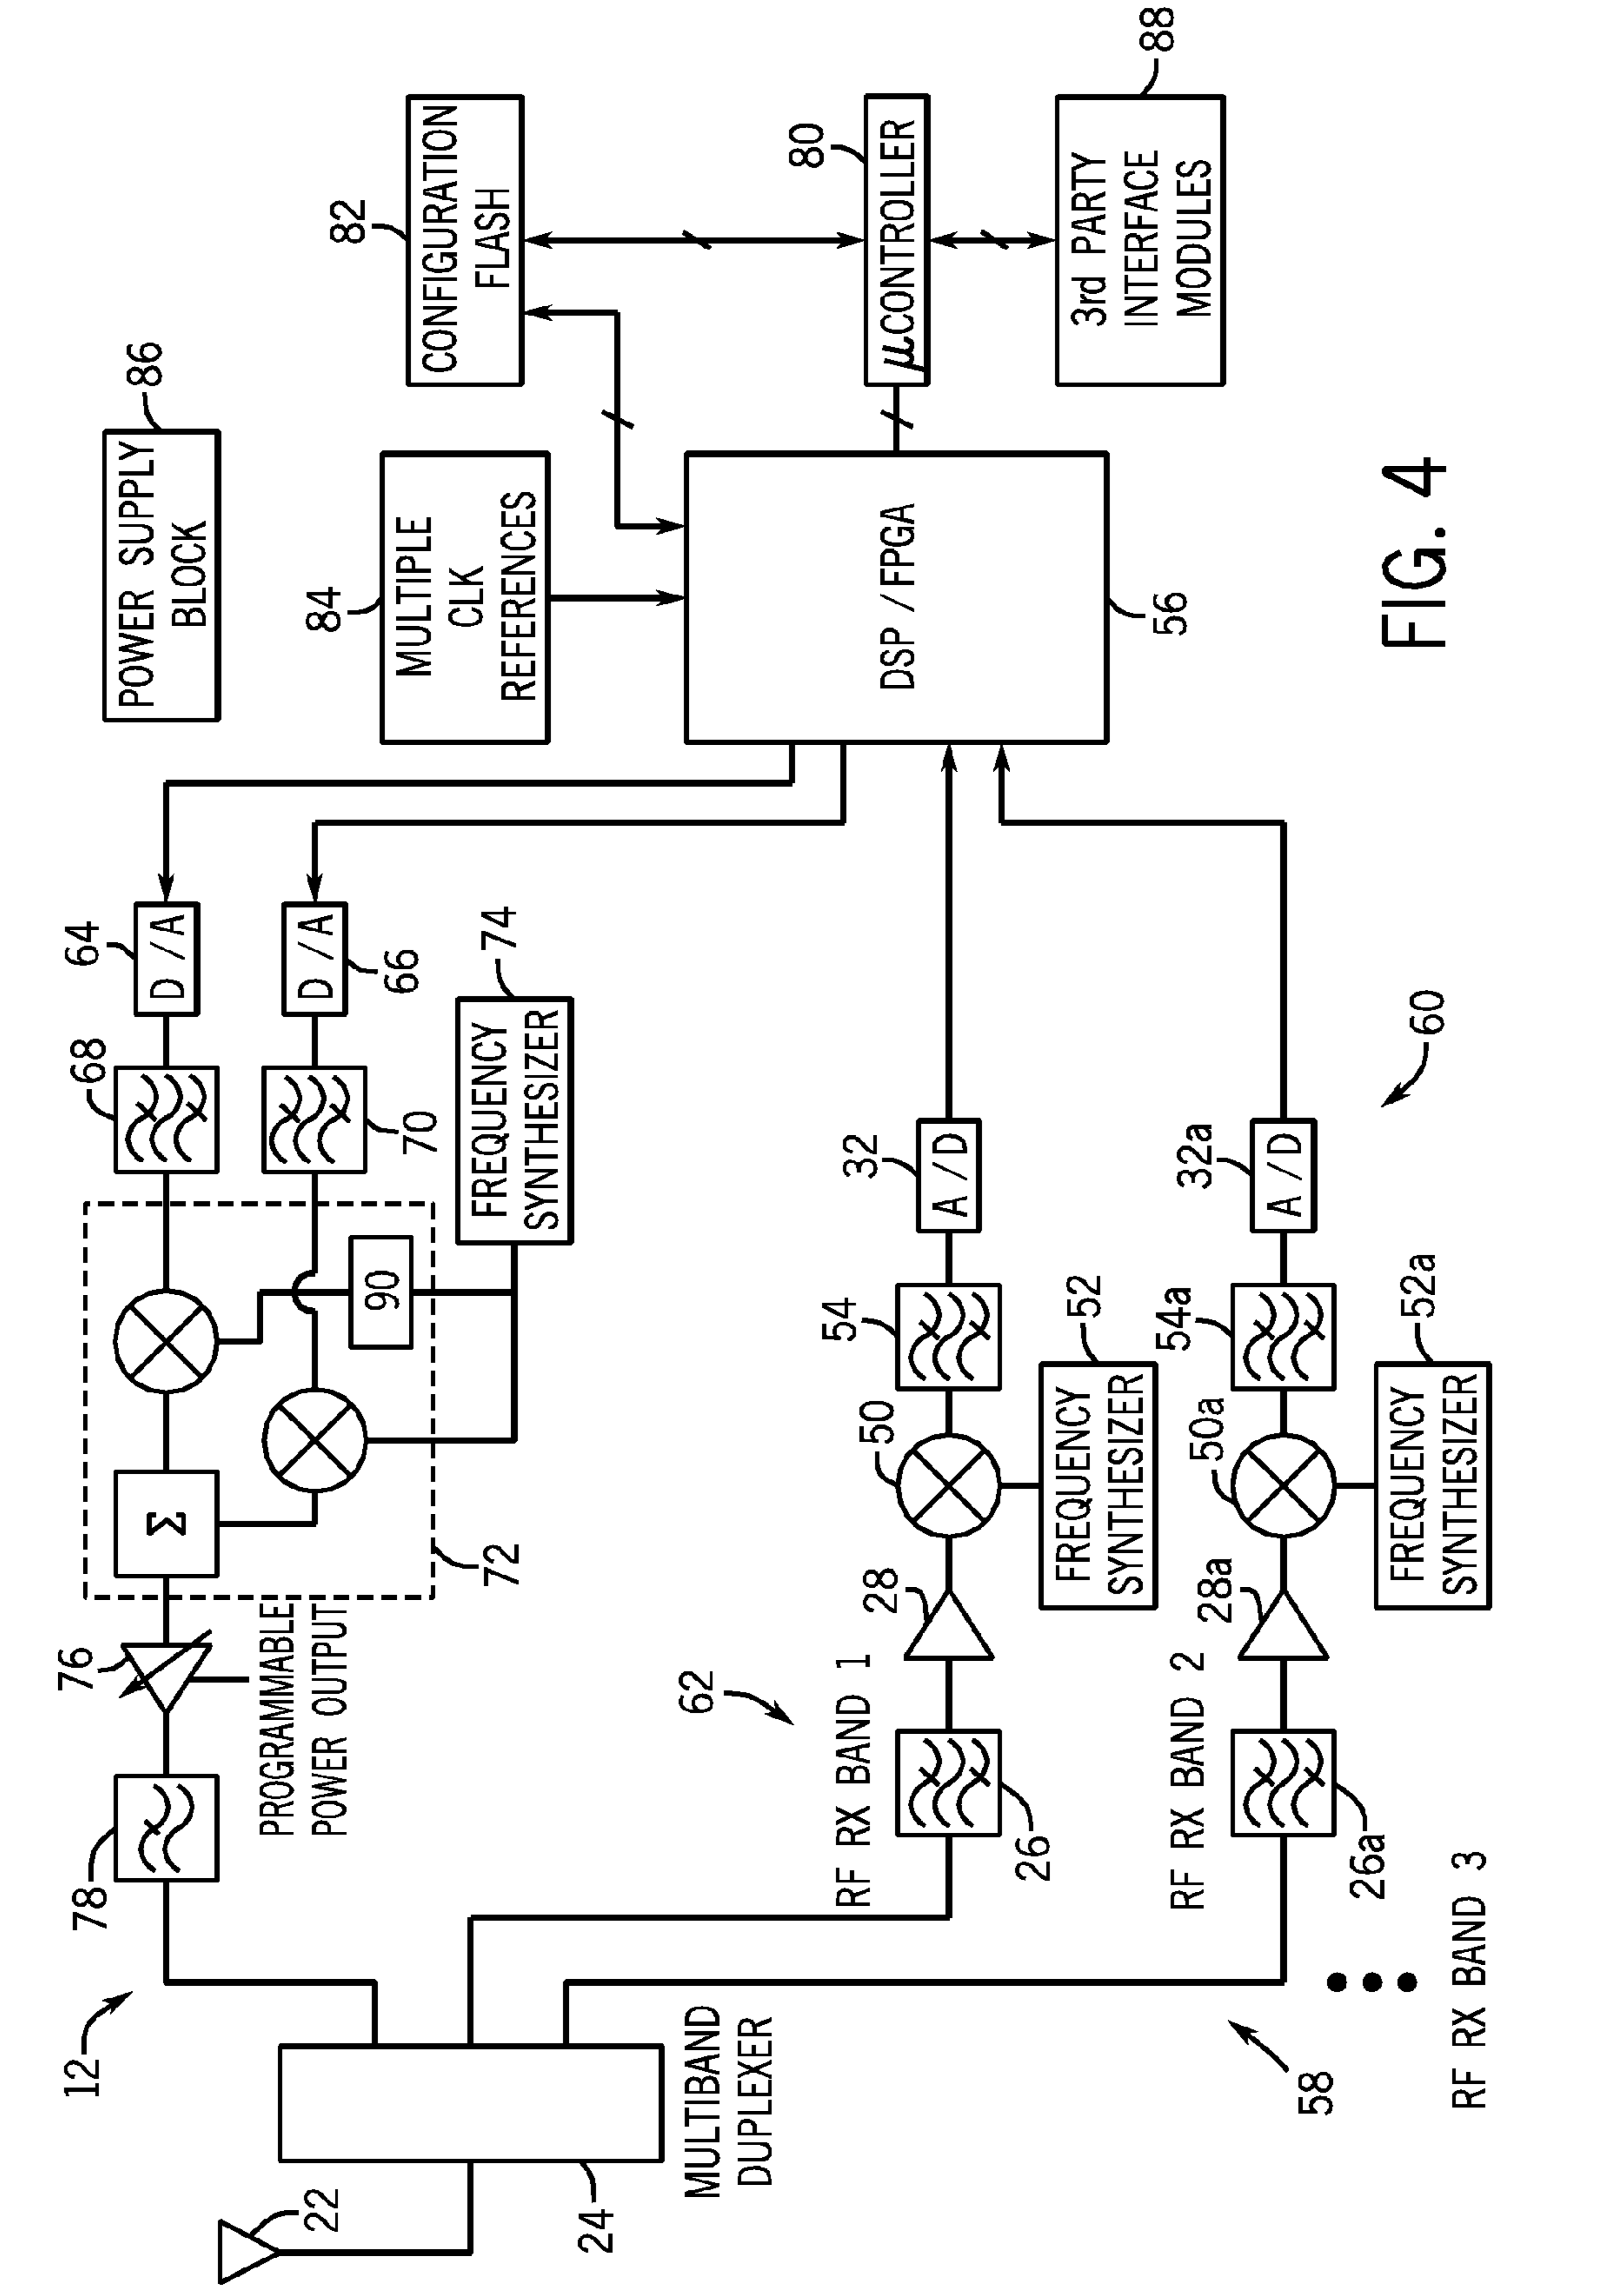 12
78
76
PROGRAMMABLE
POWER OUTPUT
Σ
72
90
68
64
D / A
70
66
D / A
74
FREQUENCY
SYNTHESIZER
86
POWER SUPPLY
BLOCK
84
MULTIPLE
CLK
REFERENCES
82
CONFIGURATION
FLASH
80
μCONTROLLER
88
3rd PARTY
INTERFACE
MODULES
DSP / FPGA
56
22
24
MULTIBAND
DUPLEXER
62
RF RX BAND 1
26
28
50
54
32
A / D
52
FREQUENCY
SYNTHESIZER
RF RX BAND 2
26a
28a
50a
54a
32a
A / D
52a
FREQUENCY
SYNTHESIZER
58
60
RF RX BAND 3
FIG. 4